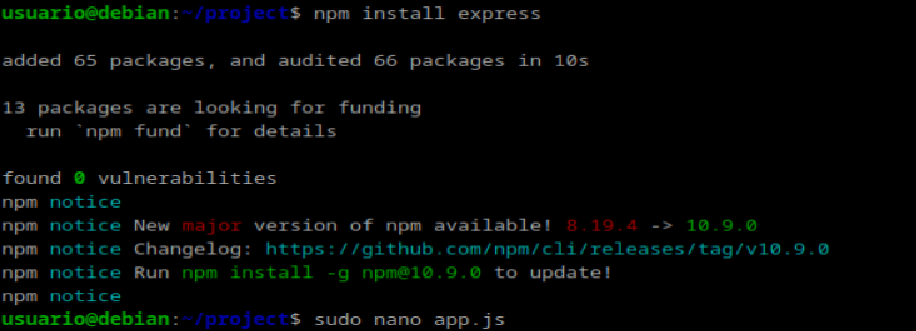 usuario@debian:~/project$ npm install express
added 65 packages, and audited 66 packages in 10s
13 packages are looking for funding
  run `npm fund` for details
found 0 vulnerabilities
npm notice
npm notice New major version of npm available! 8.19.4 -> 10.9.0
npm notice Changelog: https://github.com/npm/cli/releases/tag/v10.9.0
npm notice Run npm install -g npm@10.9.0 to update!
npm notice
usuario@debian:~/project$ sudo nano app.js